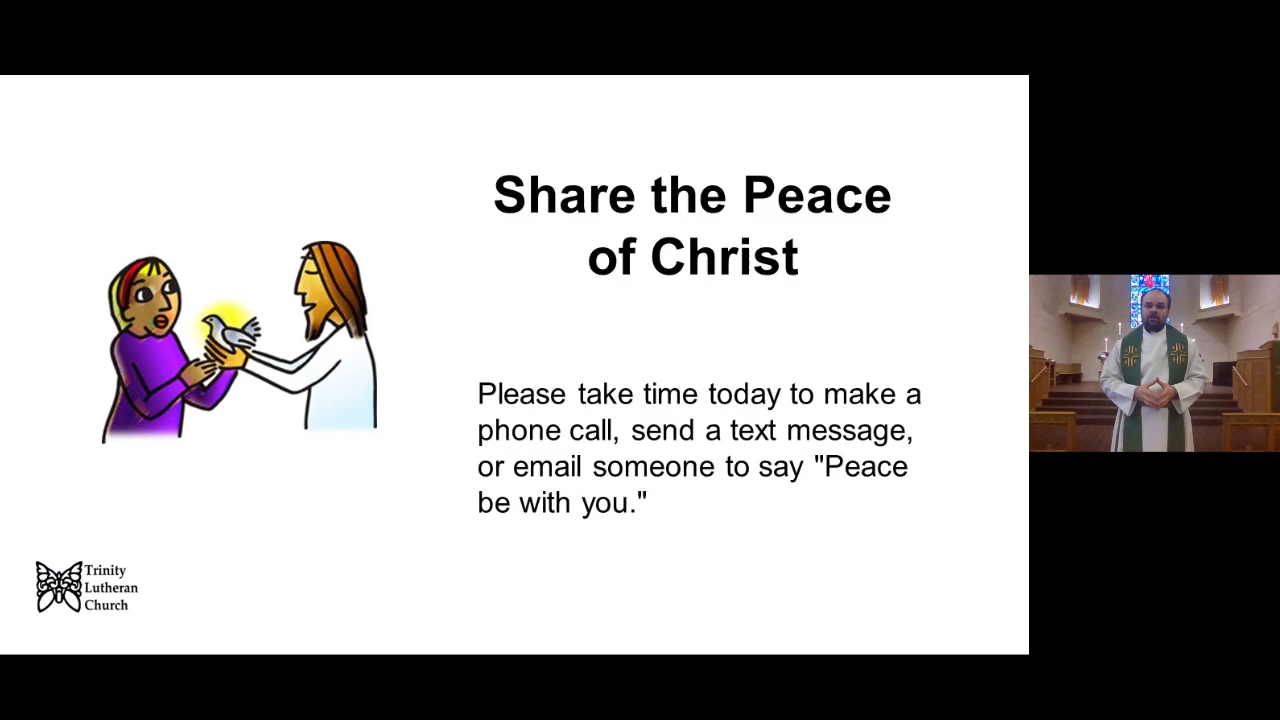 Share the Peace
of Christ
Please take time today to make a
phone call, send a text message,
or email someone to say "Peace
be with you."
Trinity
Lutheran
Church